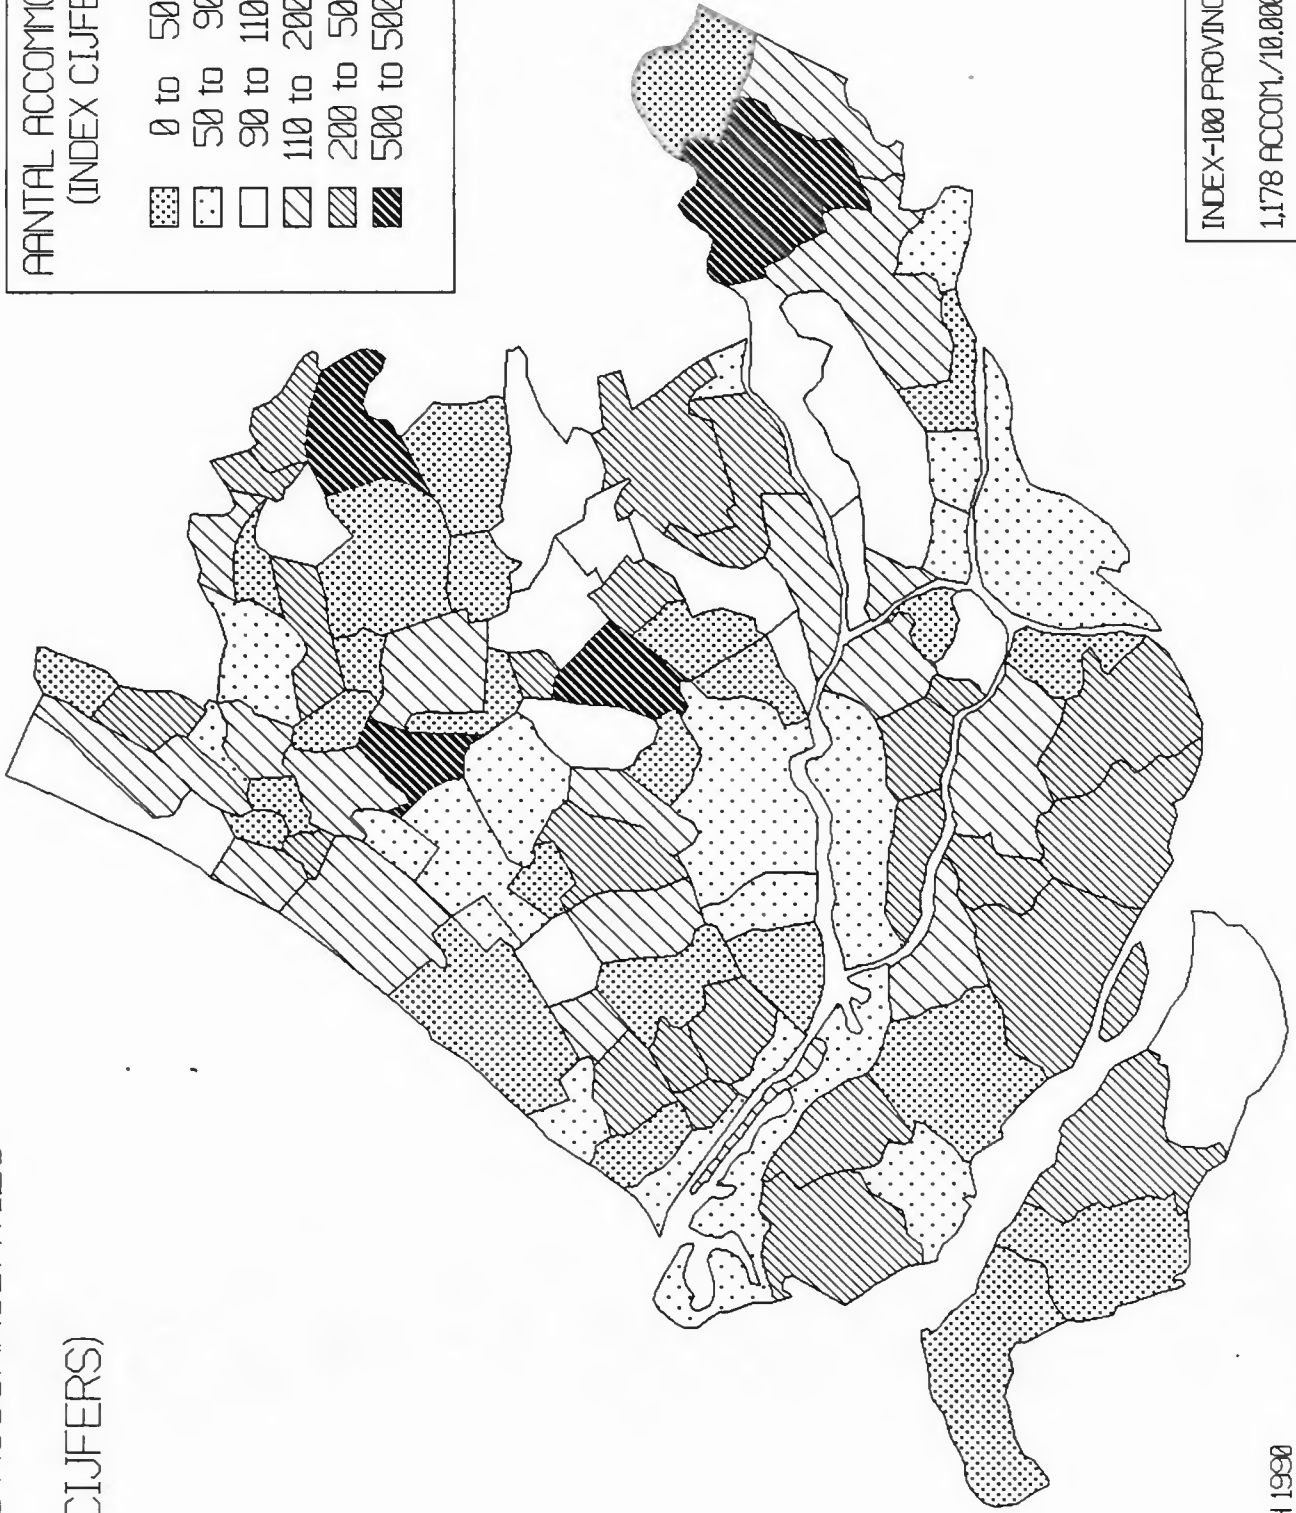 CIJFERS)
AANTAL ACCOMMO
(INDEX CIJFE
0 to 50
50 to 90
90 to 110
110 to 200
200 to 50
500 to 500
INDEX-100 PROVINC
1,178 ACCOM./10.000
1990